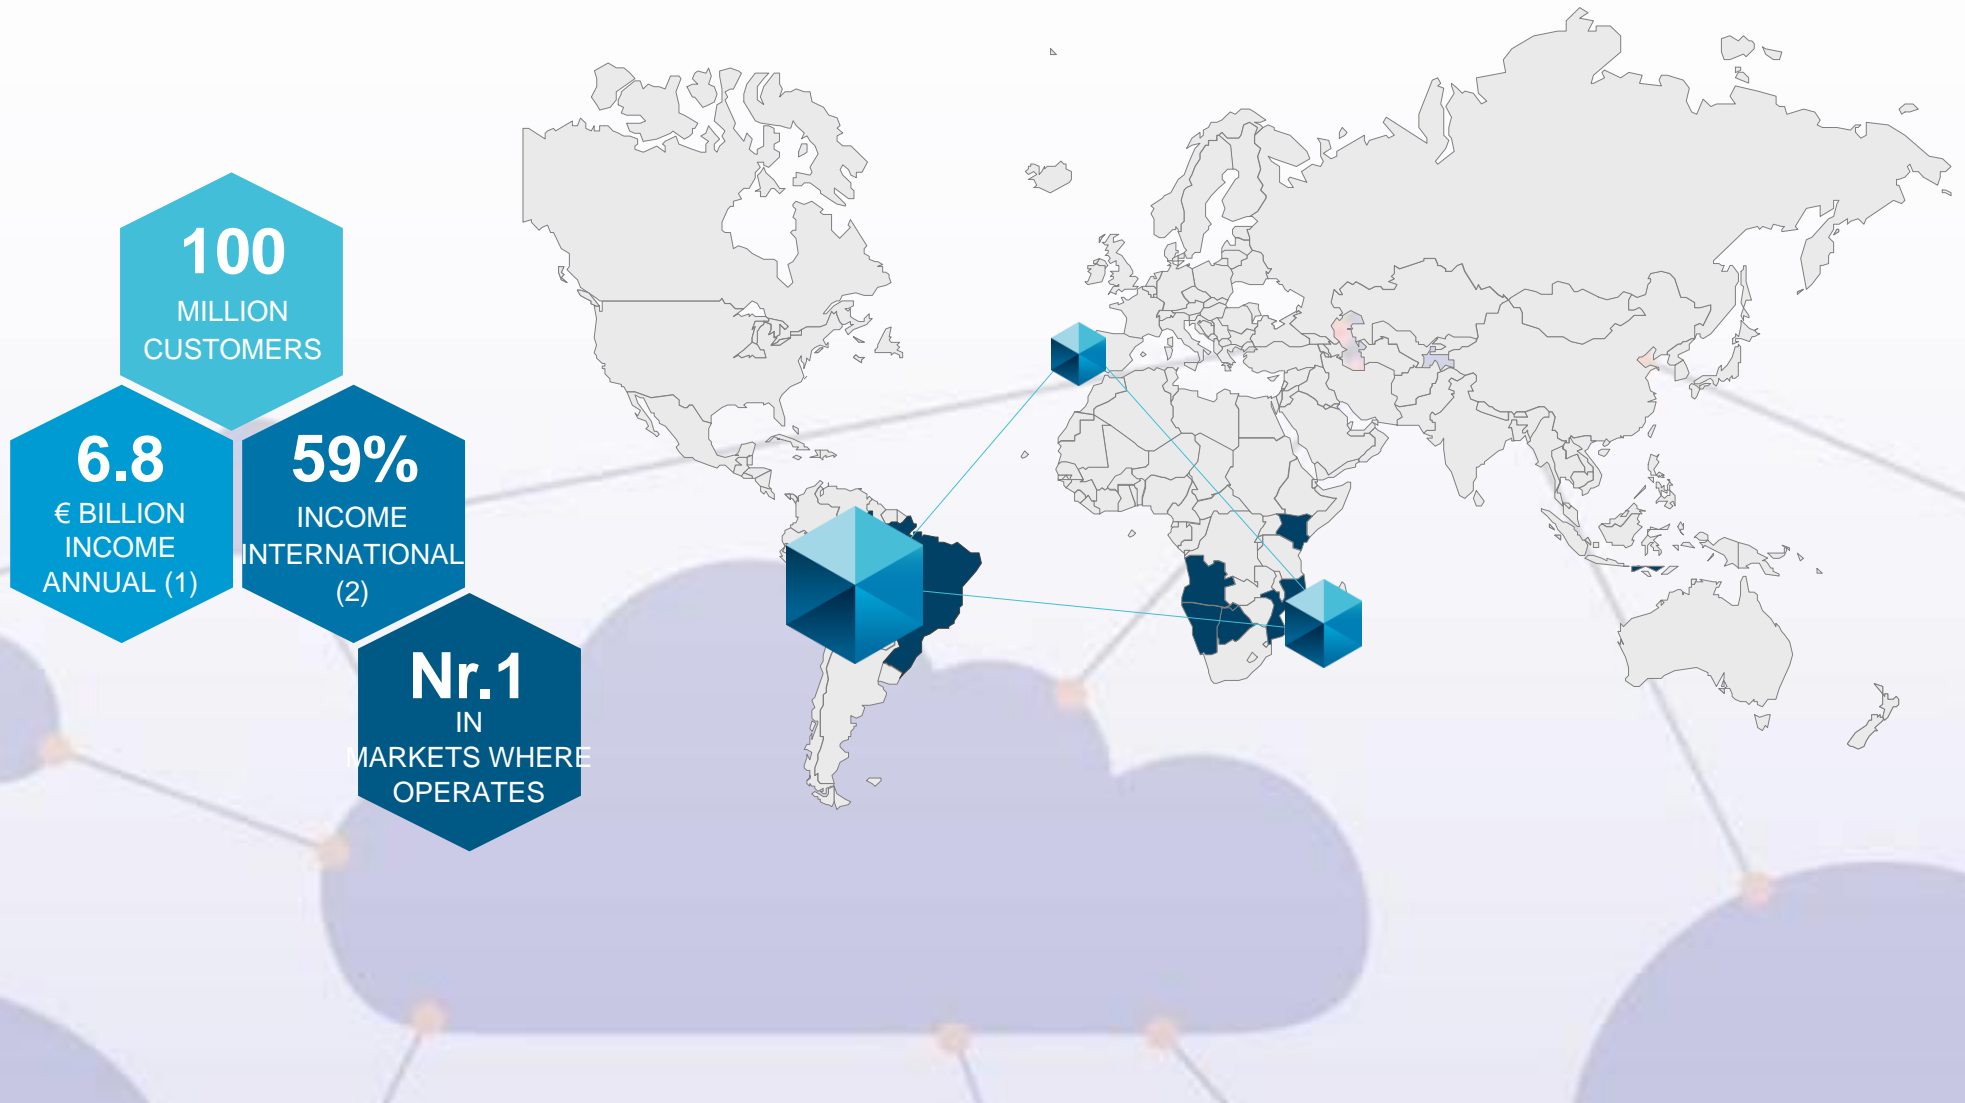 100
MILLION
CUSTOMERS
6.8
€ BILLION
INCOME
ANNUAL (1)
59%
INCOME
INTERNATIONAL
(2)
Nr.1
IN
MARKETS WHERE
OPERATES